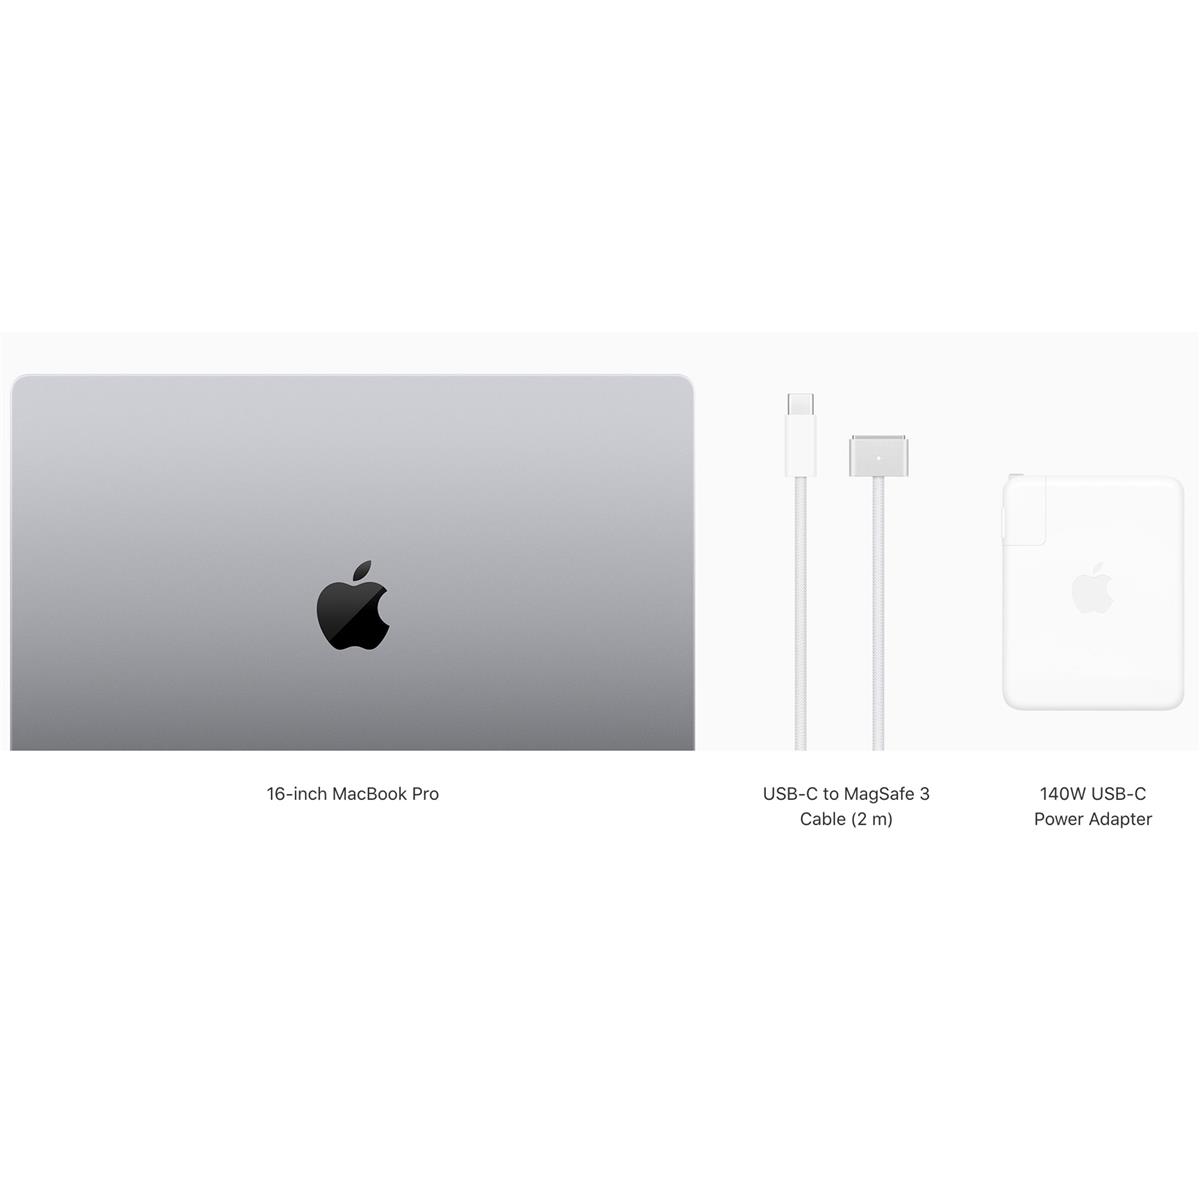 16-inch MacBook Pro
USB-C to MagSafe 3
Cable (2 m)
140W USB-C
Power Adapter